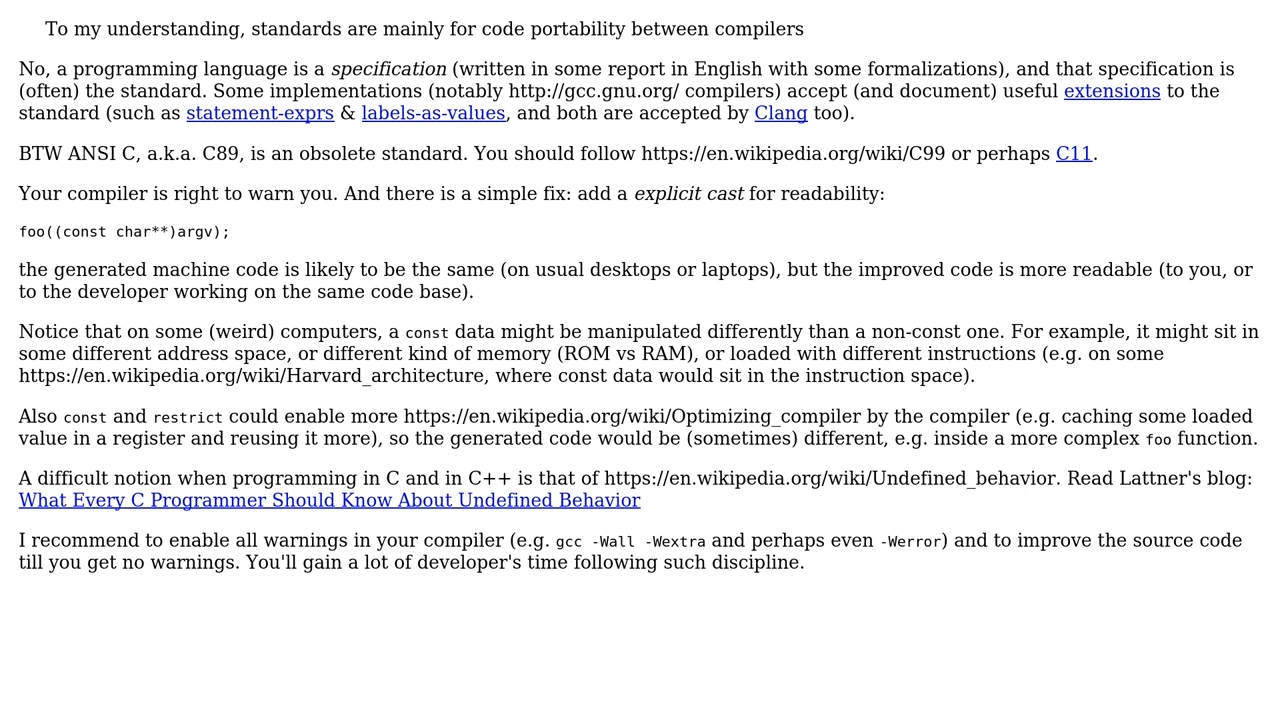 To my understanding, standards are mainly for code portability between compilers
No, a programming language is a specification (written in some report in English with some formalizations), and that specification is
(often) the standard. Some implementations (notably http://gcc.gnu.org/ compilers) accept (and document) useful extensions to the
standard (such as statement-exprs & labels-as-values, and both are accepted by Clang too).
BTW ANSI C, a.k.a. C89, is an obsolete standard. You should follow https://en.wikipedia.org/wiki/C99 or perhaps C11.
Your compiler is right to warn you. And there is a simple fix: add a explicit cast for readability:
foo((const char**)argv);
the generated machine code is likely to be the same (on usual desktops or laptops), but the improved code is more readable (to you, or
to the developer working on the same code base).
Notice that on some (weird) computers, a const data might be manipulated differently than a non-const one. For example, it might sit in
some different address space, or different kind of memory (ROM vs RAM), or loaded with different instructions (e.g. on some
https://en.wikipedia.org/wiki/Harvard_architecture, where const data would sit in the instruction space).
Also const and restrict could enable more https://en.wikipedia.org/wiki/Optimizing_compiler by the compiler (e.g. caching some loaded
value in a register and reusing it more), so the generated code would be (sometimes) different, e.g. inside a more complex foo function.
A difficult notion when programming in C and in C++ is that of https://en.wikipedia.org/wiki/Undefined_behavior. Read Lattner's blog:
What Every C Programmer Should Know About Undefined Behavior
I recommend to enable all warnings in your compiler (e.g. gcc -Wall -Wextra and perhaps even -Werror) and to improve the source code
till you get no warnings. You'll gain a lot of developer's time following such discipline.